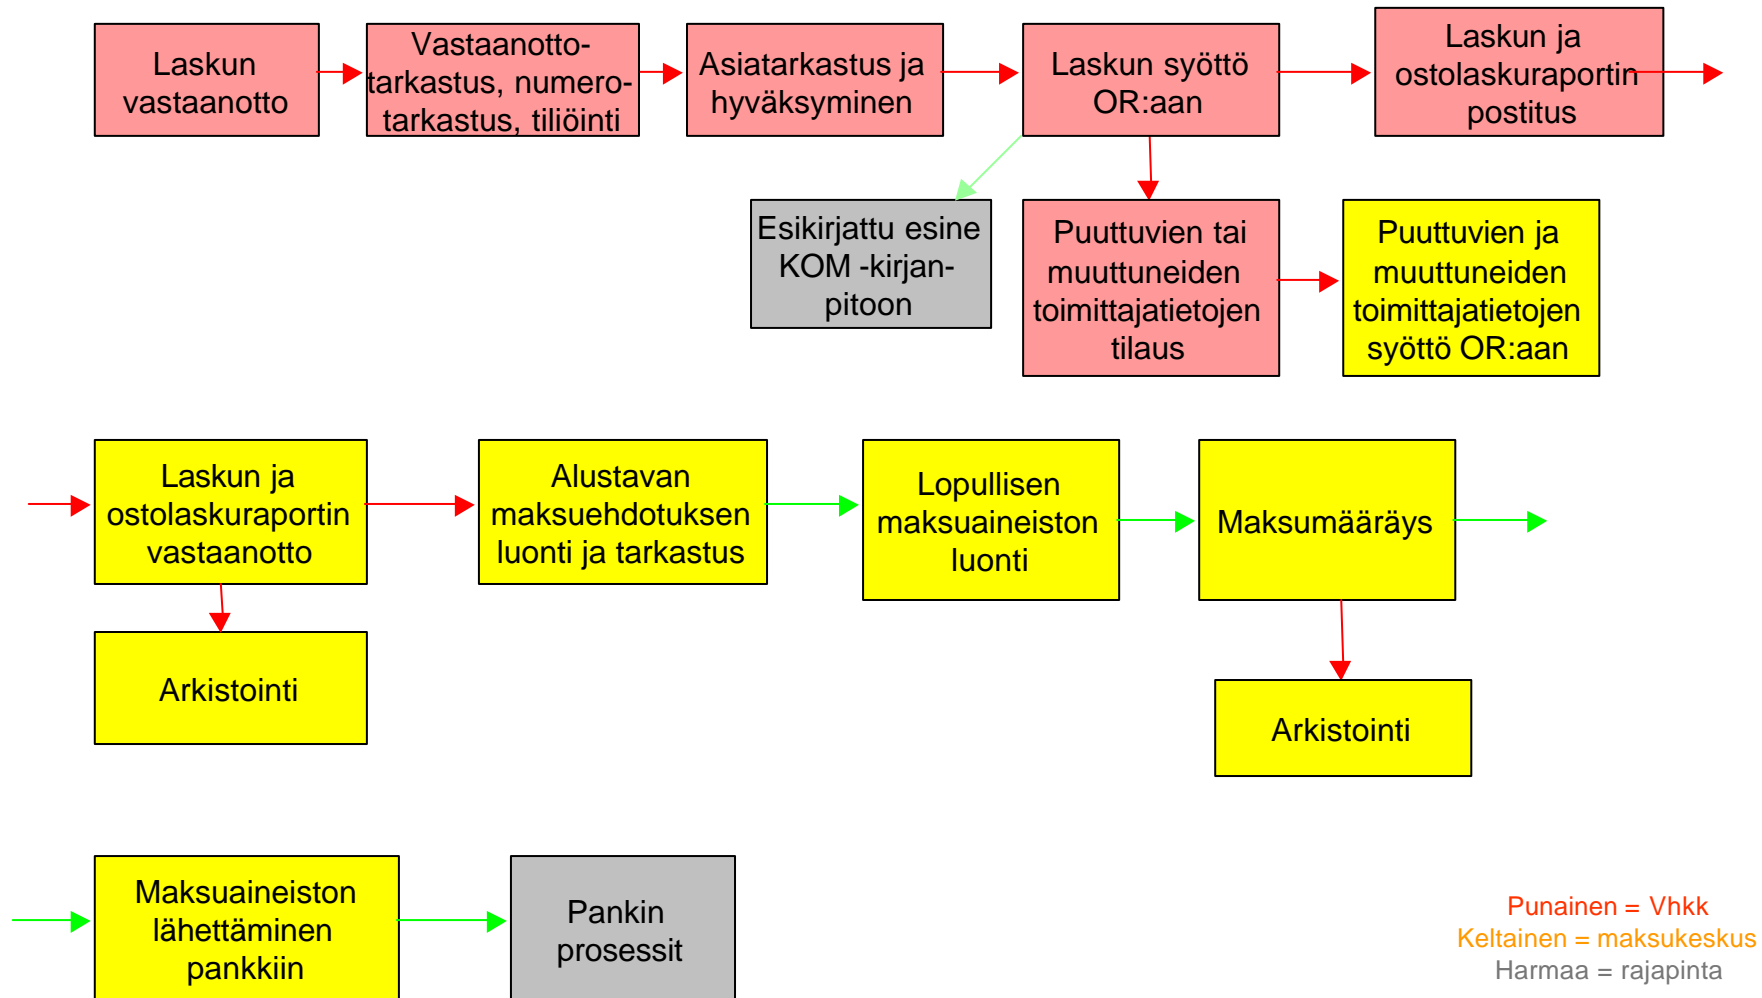 Laskun
vastaanotto
Vastaanotto-
tarkastus, numero-
tarkastus, tiliöinti
Asiatarkastus ja
hyväksyminen
Laskun syöttö
OR:aan
Laskun ja
ostolaskuraportin
postitus
Esikirjattu esine
KOM -kirjan-
pitoon
Puuttuvien tai
muuttuneiden
toimittajatietojen
tilaus
Puuttuvien ja
muuttuneiden
toimittajatietojen
syöttö OR:aan
Laskun ja
ostolaskuraportin
vastaanotto
Alustavan
maksuehdotuksen
luonti ja tarkastus
Lopullisen
maksuaineiston
luonti
Maksumääräys
Arkistointi
Arkistointi
Maksuaineiston
lähettäminen
pankkiin
Pankin
prosessit
Punainen = Vhkk
Keltainen = maksukeskus
Harmaa = rajapinta